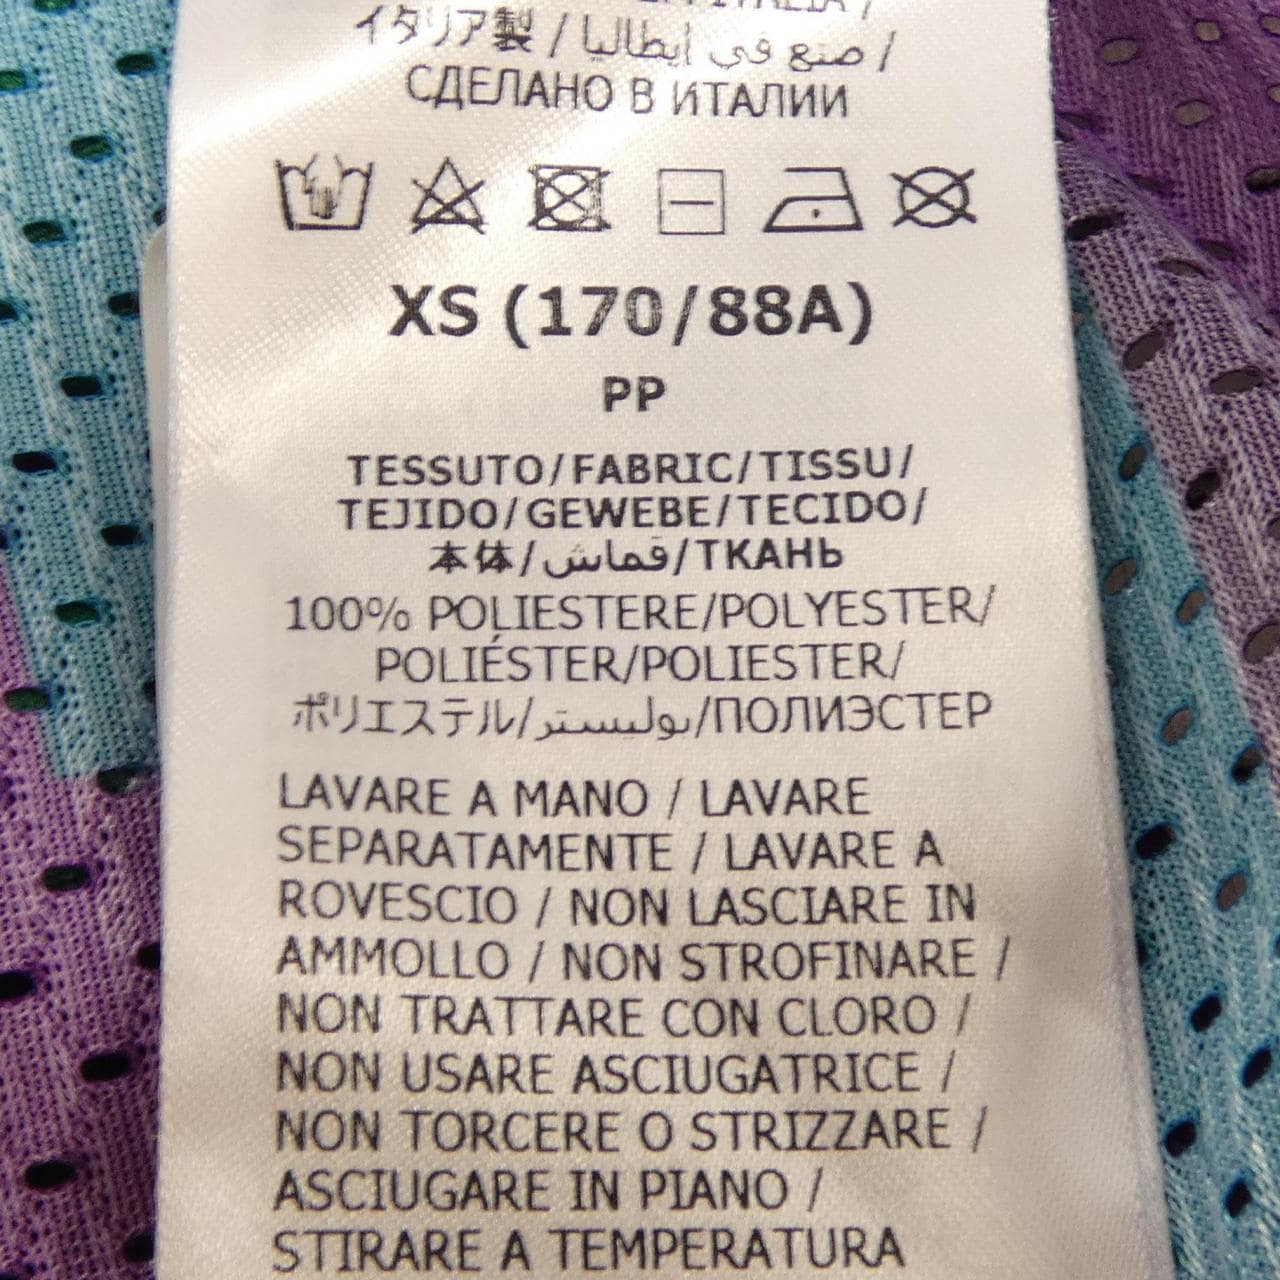 イタリア製 / صنع في ايطاليا /
СДЕЛАНО В ИТАЛИИ
XS (170/88A)
PP
TESSUTO/FABRIC/TISSU/
TEJIDO/GEWEBE/TECIDO/
本体/قماش/ТКАНЬ
100% POLIESTERE/POLYESTER/
POLIÉSTER/POLIESTER/
ポリエステル/بوليستر/ПОЛИЭСТЕР
LAVARE A MANO / LAVARE
SEPARATAMENTE / LAVARE A
ROVESCIO / NON LASCIARE IN
AMMOLLO / NON STROFINARE /
NON TRATTARE CON CLORO /
NON USARE ASCIUGATRICE /
NON TORCERE O STRIZZARE /
ASCIUGARE IN PIANO /
STIRARE A TEMPERATURA